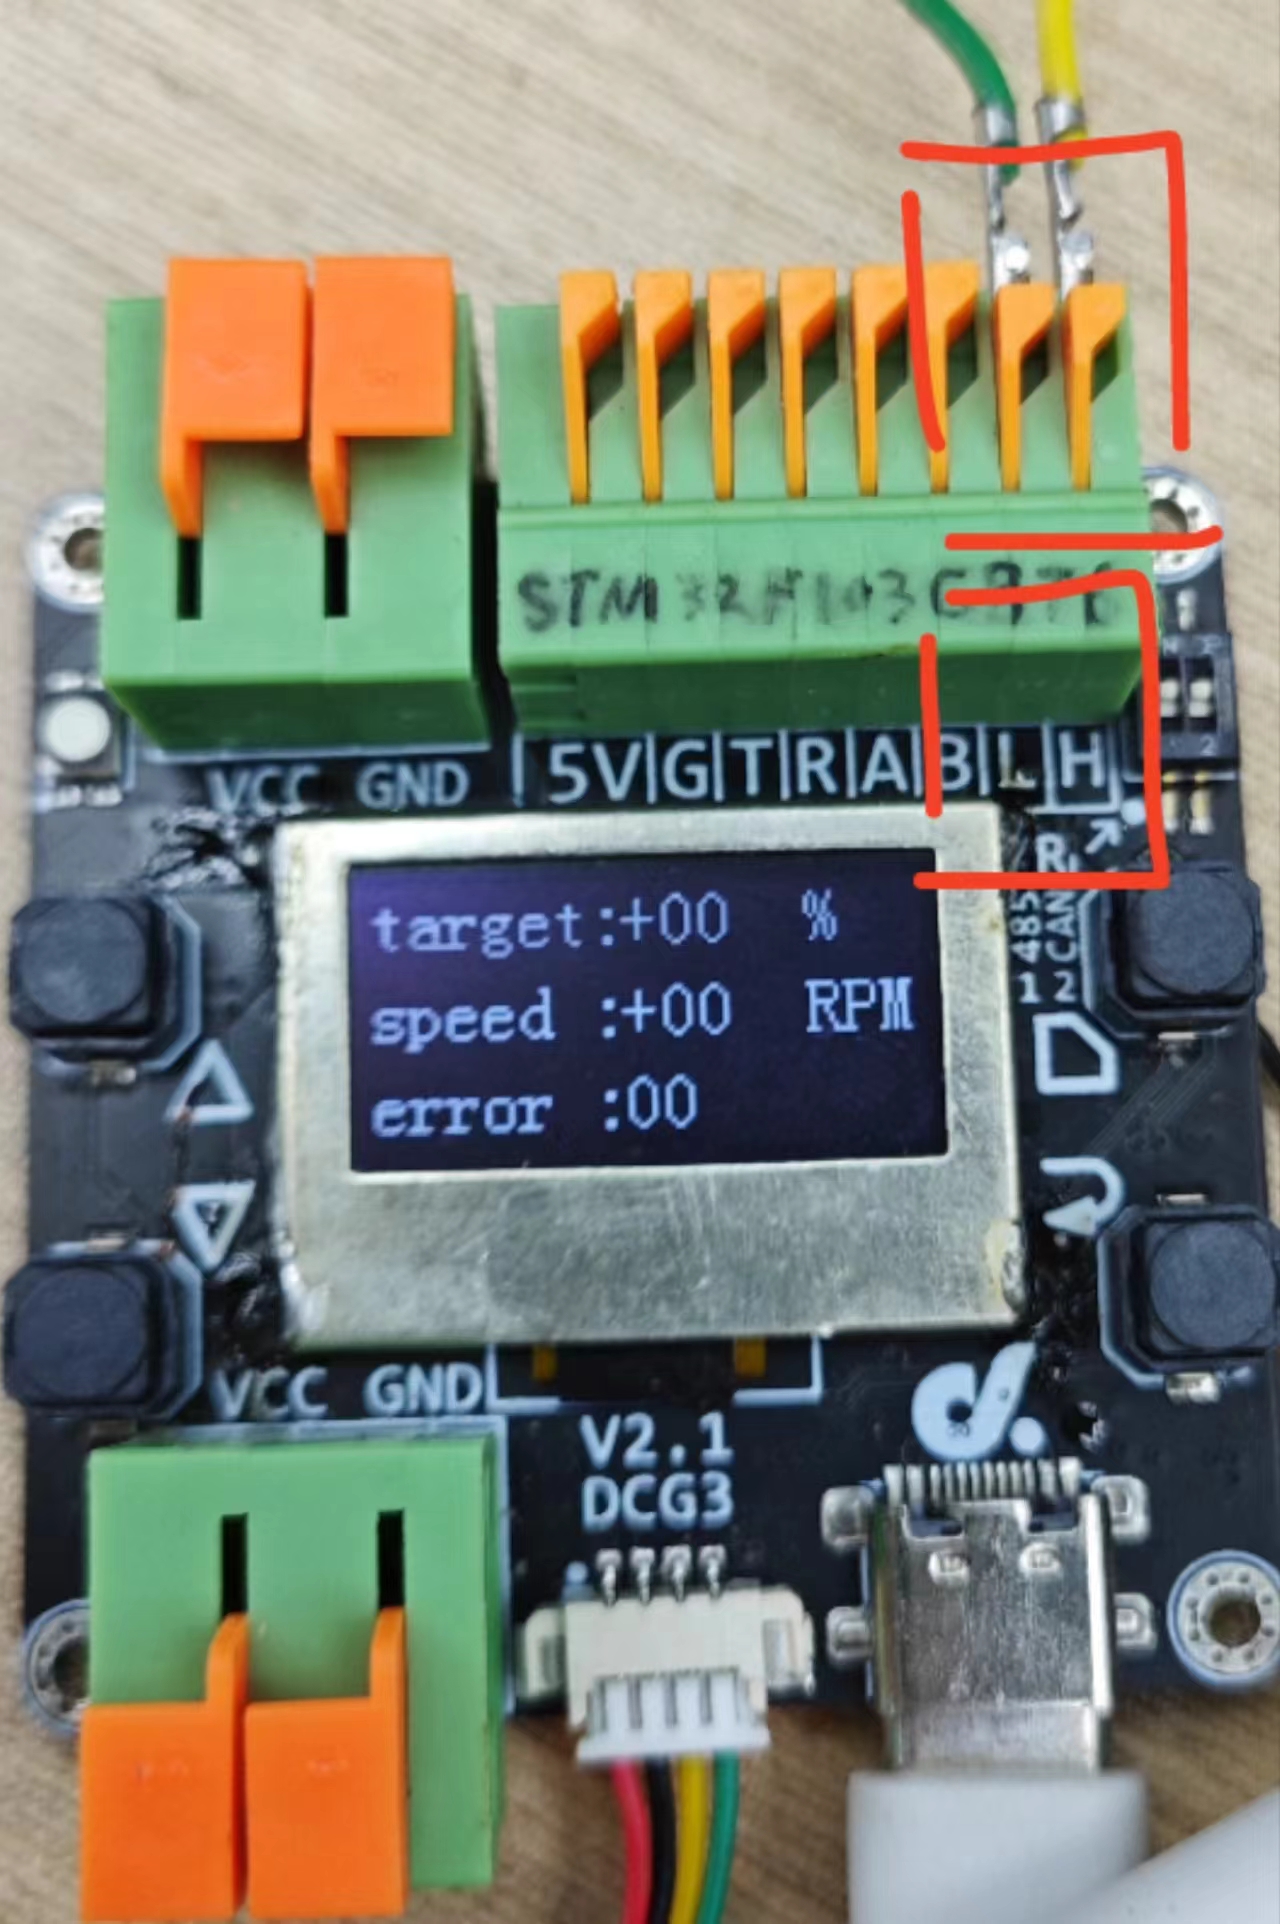 STM32F103CBT6
VCC GND
5V|G|T|R|A|B|L|H
R
485 CAN
1 2
target:+00 %
speed :+00 RPM
error :00
VCC GND
V2.1
DCG3
d.